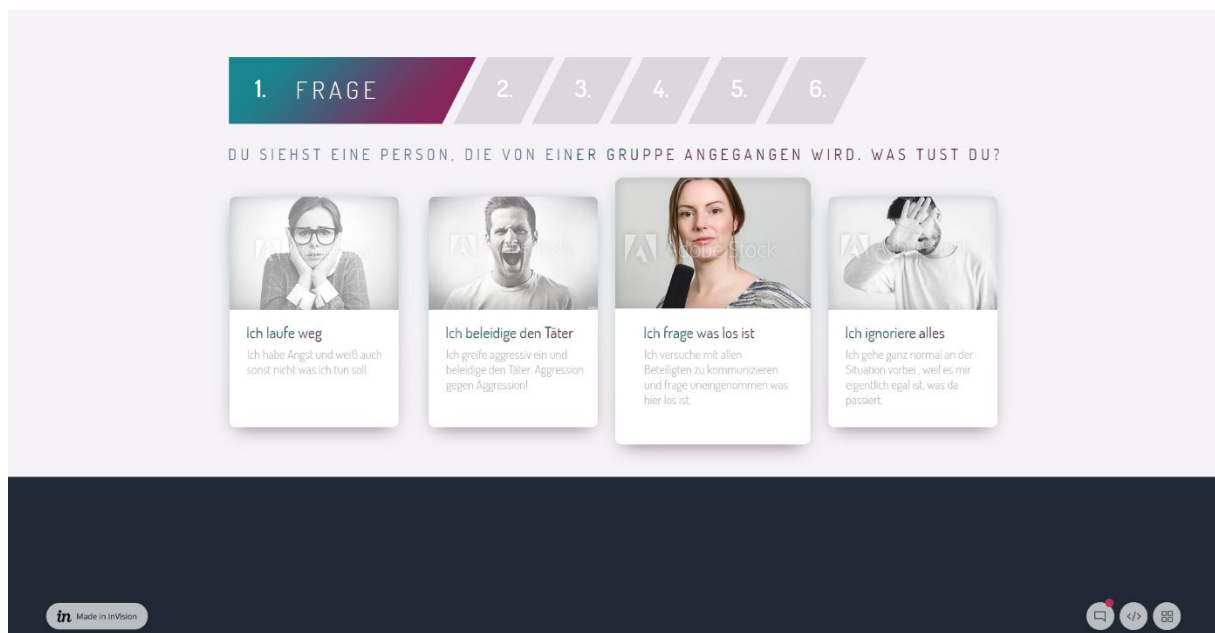 1. FRAGE 2. 3. 4. 5. 6.
DU SIEHST EINE PERSON, DIE VON EINER GRUPPE ANGEGANGEN WIRD. WAS TUST DU?
Adobe Stock
Ich laufe weg
Ich habe Angst und weiß auch
sonst nicht was ich tun soll.
Ich beleidige den Täter
Ich greife aggressiv ein und
beleidige den Täter. Aggression
gegen Aggression!
Ich frage was los ist
Ich versuche mit allen
Beteiligten zu kommunizieren
und frage uneingenommen was
hier los ist.
Ich ignoriere alles
Ich gehe ganz normal an der
Situation vorbei , weil es mir
eigentlich egal ist, was da
passiert.
in Made in InVision